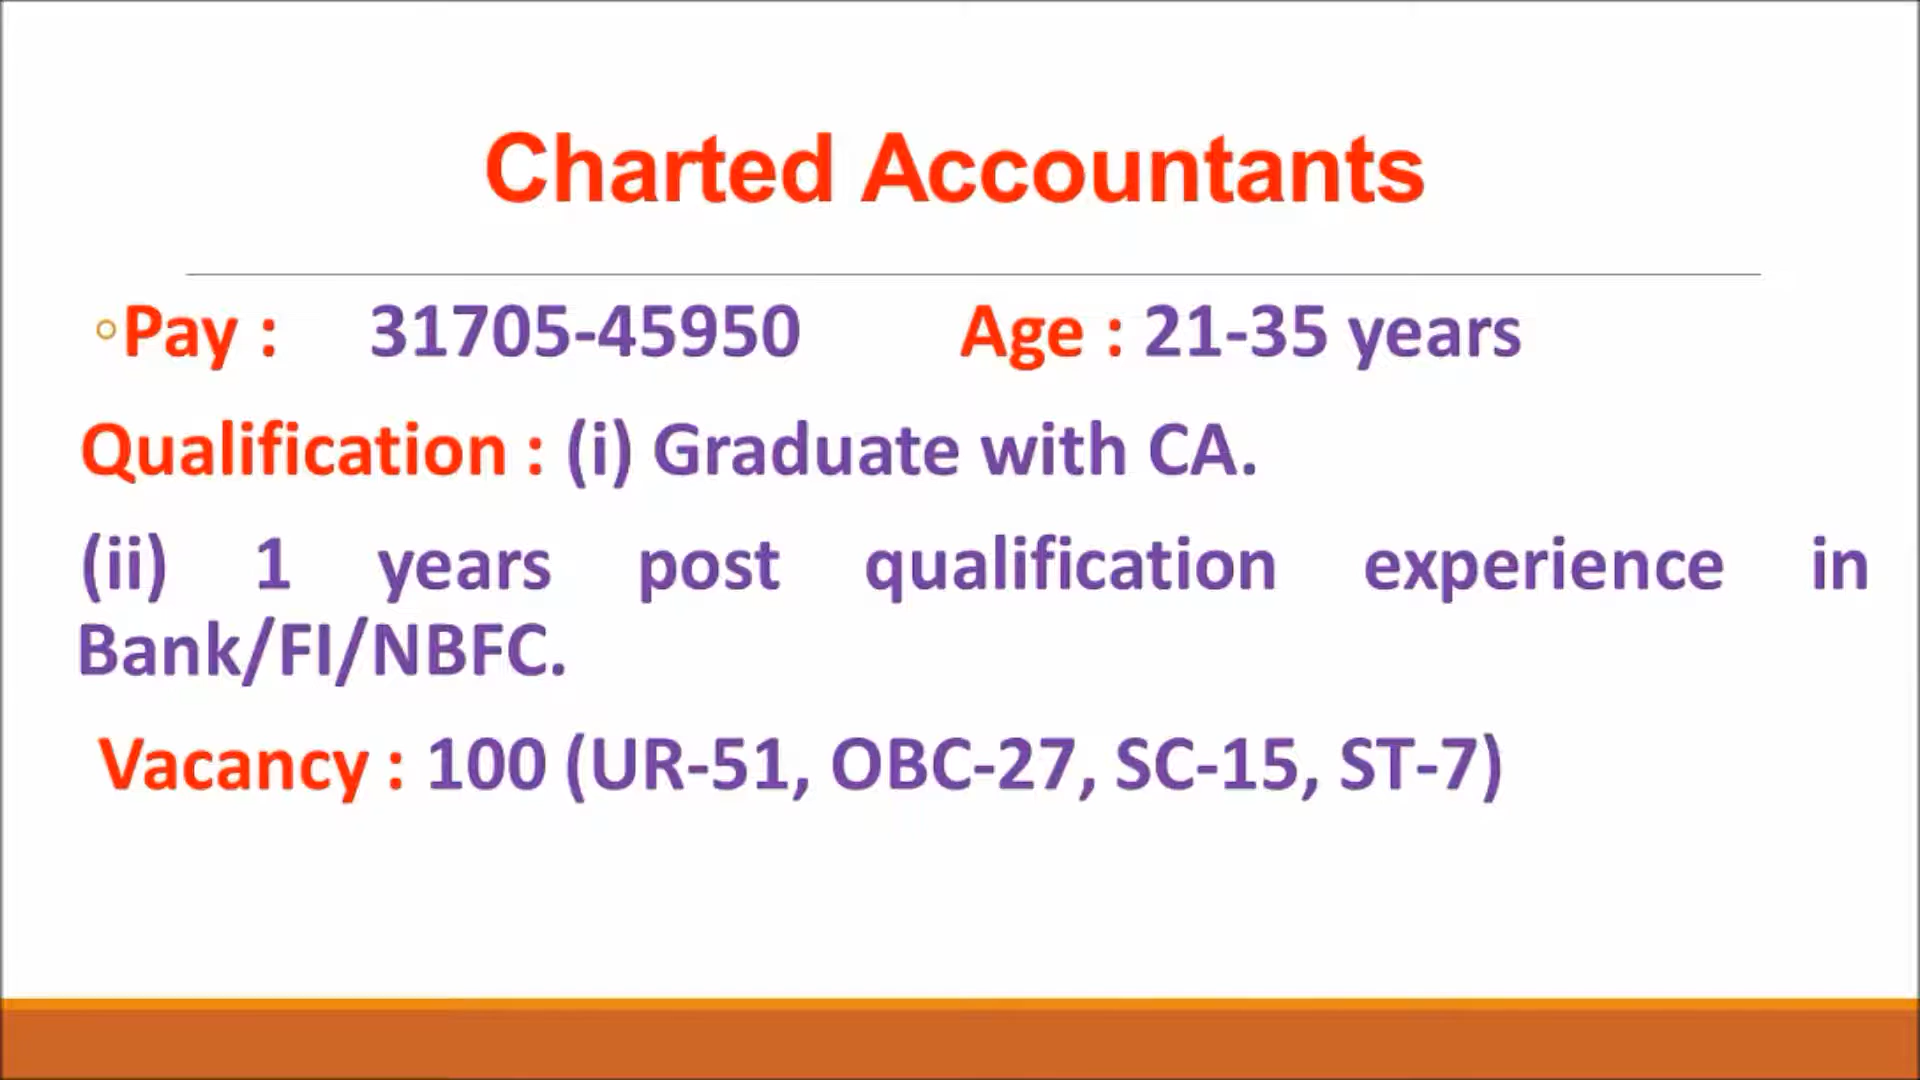 Charted Accountants
◦Pay : 31705-45950 Age : 21-35 years
Qualification : (i) Graduate with CA.
(ii) 1 years post qualification experience in
Bank/FI/NBFC.
Vacancy : 100 (UR-51, OBC-27, SC-15, ST-7)